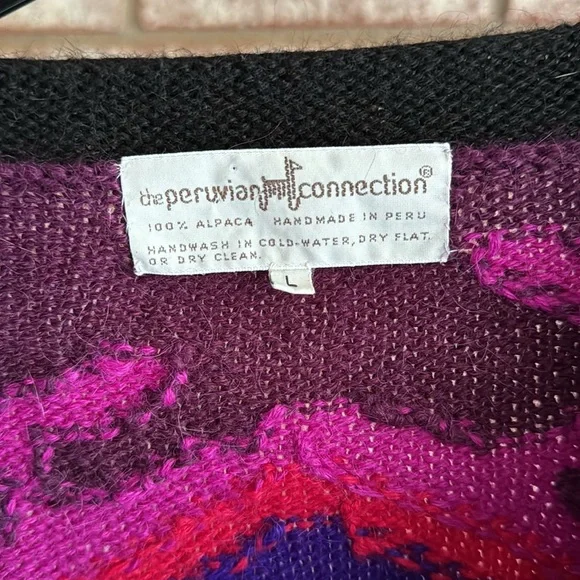 the peruvian connection®
100% ALPACA HANDMADE IN PERU
HANDWASH IN COLD-WATER, DRY FLAT.
OR DRY CLEAN.
L